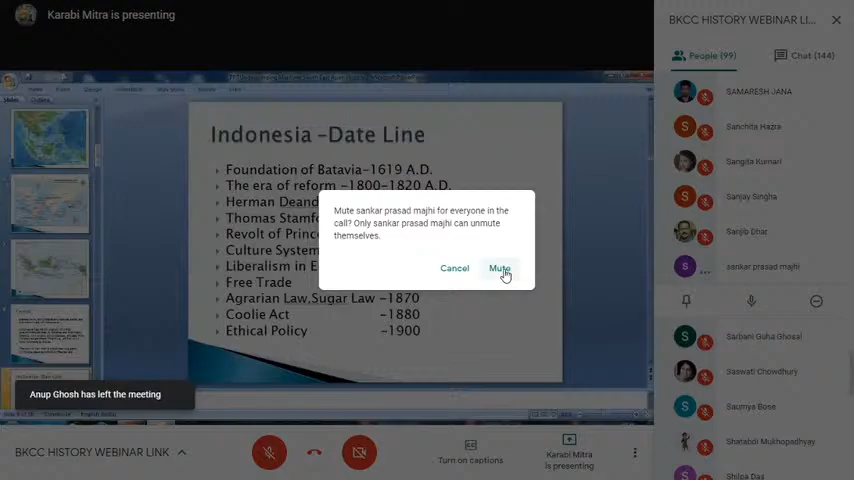 Karabi Mitra is presenting
BKCC HISTORY WEBINAR LI...
People (99)
Chat (144)
SAMARESH JANA
Sanchita Hazra
Sangita Kumari
Sanjay Singha
Sanjib Dhar
sankar prasad majhi
Sarbani Guha Ghosal
Saswati Chowdhury
Saumya Bose
Shatabdi Mukhopadhyay
Shilpa Das
Slides
Outline
Indonesia -Date Line
Foundation of Batavia-1619 A.D.
The era of reform -1800-1820 A.D.
Herman Deand
Thomas Stamfo
Revolt of Princ
Culture System
Liberalism in E
Free Trade
Agrarian Law,Sugar Law -1870
Coolie Act -1880
Ethical Policy -1900
Mute sankar prasad majhi for everyone in the
call? Only sankar prasad majhi can unmute
themselves.
Cancel
Mute
Anup Ghosh has left the meeting
BKCC HISTORY WEBINAR LINK
Turn on captions
Karabi Mitra
is presenting